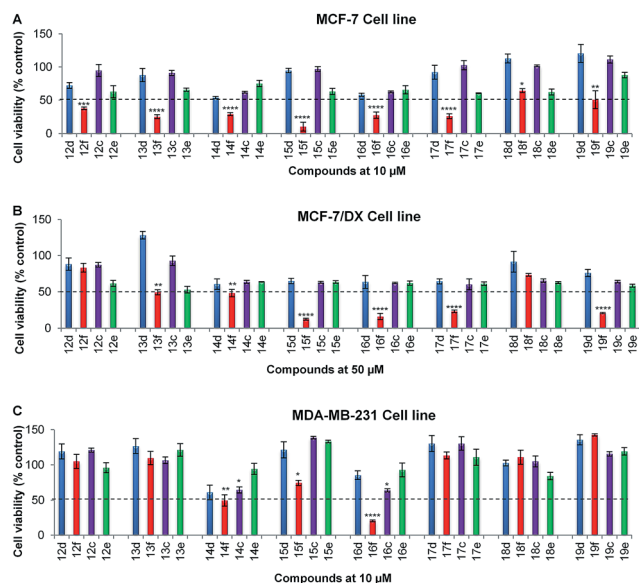 A
MCF-7 Cell line
Cell viability (% control)
150
100
50
0
*** **** **** **** **** **** * **
12d 12f 12c 12e 13d 13f 13c 13e 14d 14f 14c 14e 15d 15f 15c 15e 16d 16f 16c 16e 17d 17f 17c 17e 18d 18f 18c 18e 19d 19f 19c 19e
Compounds at 10 µM
B
MCF-7/DX Cell line
Cell viability (% control)
150
100
50
0
** ** **** **** **** ****
12d 12f 12c 12e 13d 13f 13c 13e 14d 14f 14c 14e 15d 15f 15c 15e 16d 16f 16c 16e 17d 17f 17c 17e 18d 18f 18c 18e 19d 19f 19c 19e
Compounds at 50 µM
C
MDA-MB-231 Cell line
Cell viability (% control)
150
100
50
0
** * * **** *
12d 12f 12c 12e 13d 13f 13c 13e 14d 14f 14c 14e 15d 15f 15c 15e 16d 16f 16c 16e 17d 17f 17c 17e 18d 18f 18c 18e 19d 19f 19c 19e
Compounds at 10 µM